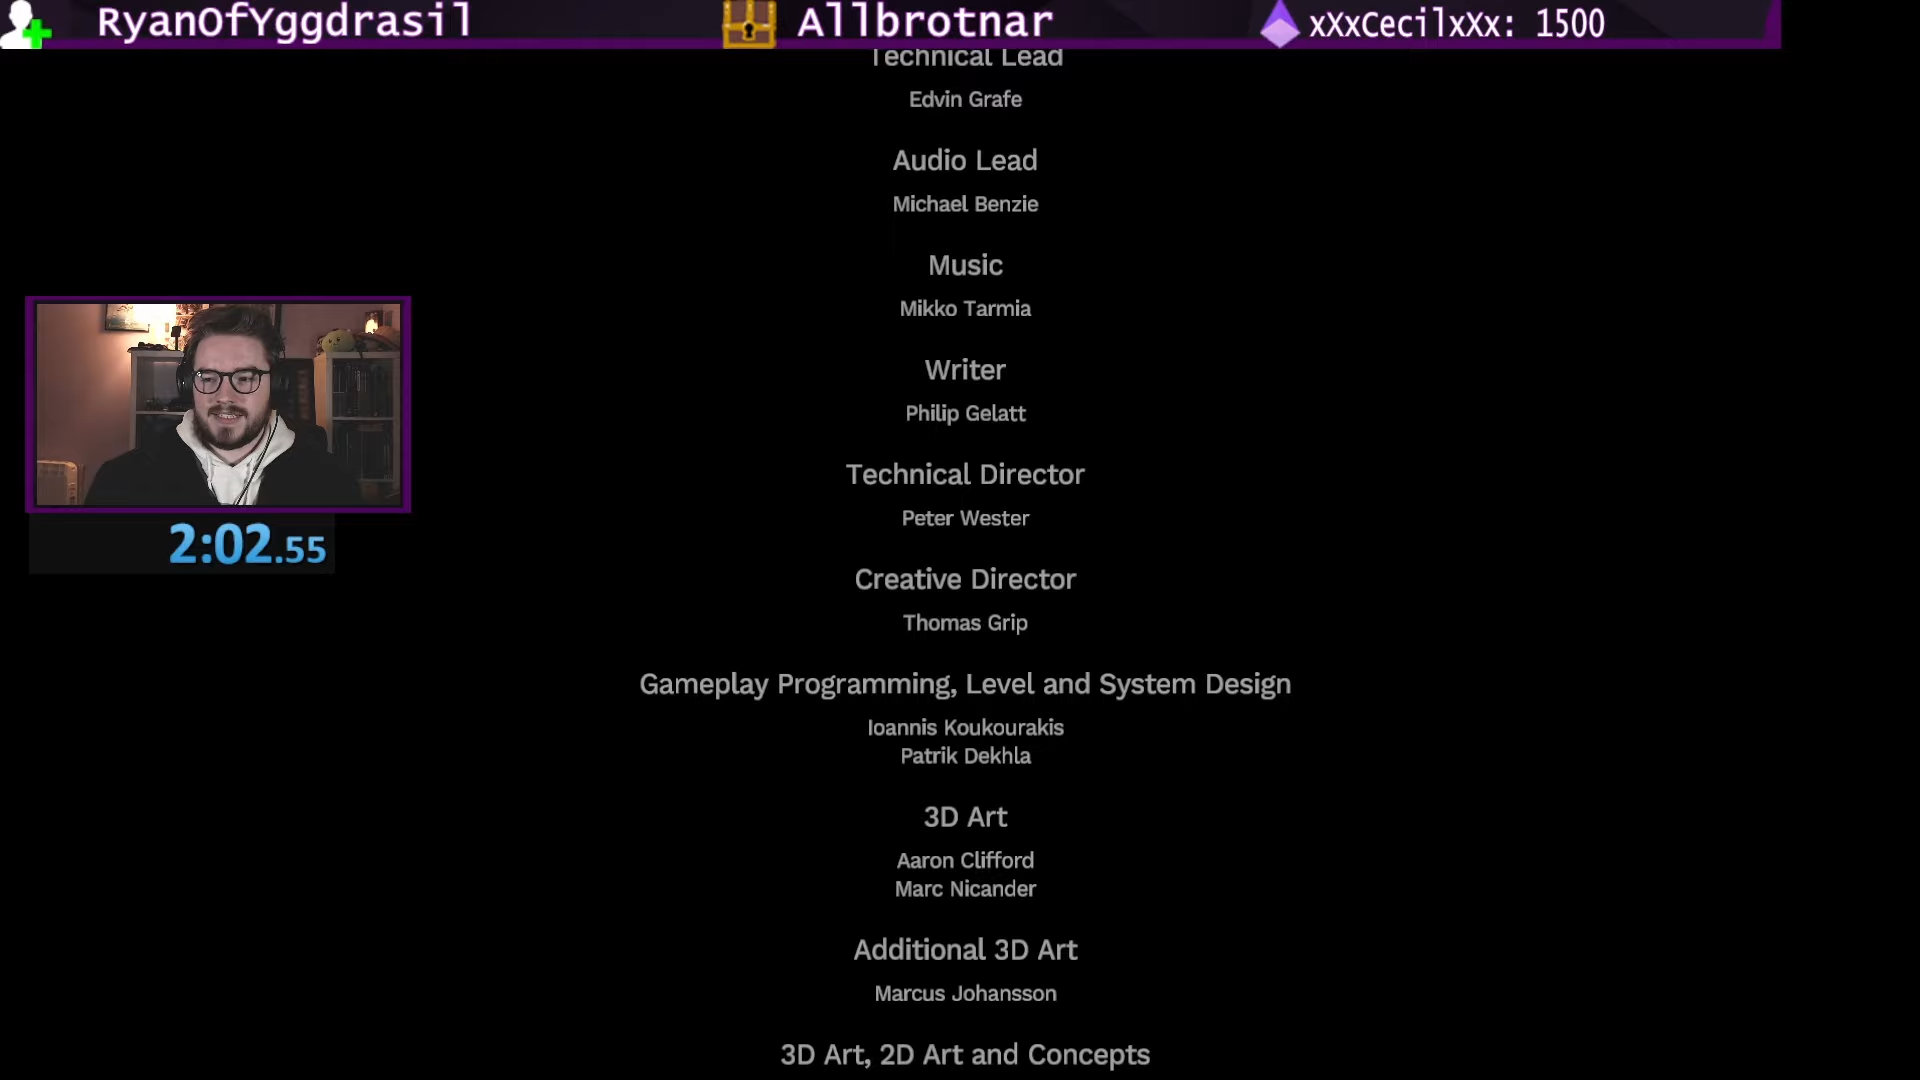 RyanOfYggdrasil
Allbrotnar
xXxCecilxXx: 1500
Technical Lead
Edvin Grafe
Audio Lead
Michael Benzie
Music
Mikko Tarmia
Writer
Philip Gelatt
Technical Director
Peter Wester
Creative Director
Thomas Grip
Gameplay Programming, Level and System Design
Ioannis Koukourakis
Patrik Dekhla
3D Art
Aaron Clifford
Marc Nicander
Additional 3D Art
Marcus Johansson
3D Art, 2D Art and Concepts
2:02.55